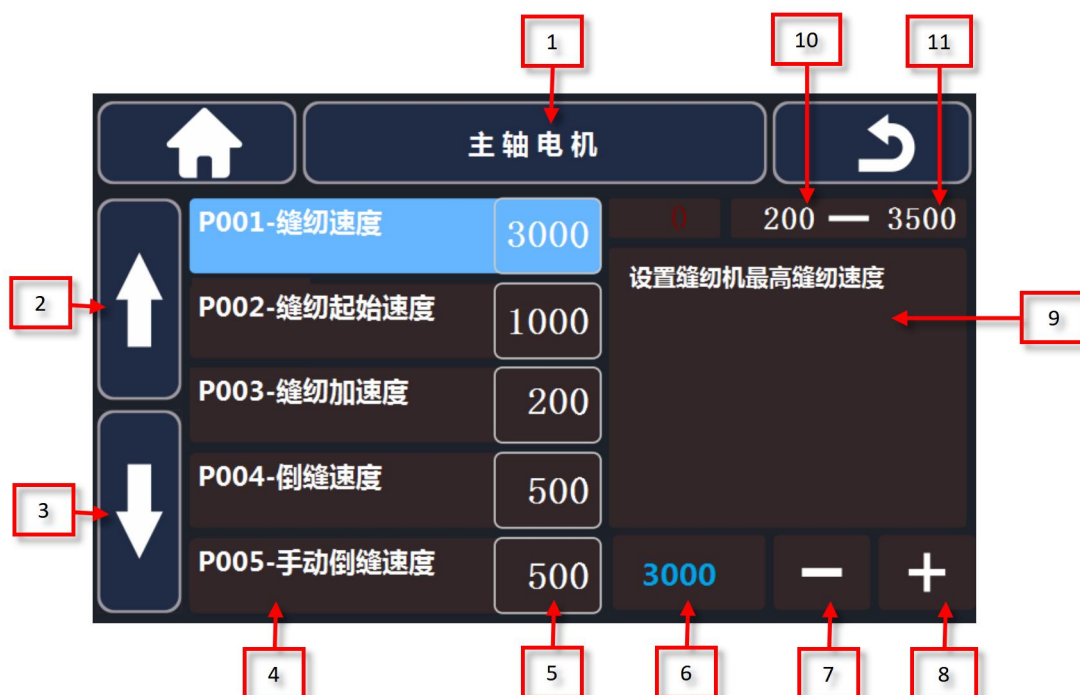 1
10
11
主轴电机
P001-缝纫速度
3000
0
200 — 3500
设置缝纫机最高缝纫速度
2
P002-缝纫起始速度
1000
9
P003-缝纫加速度
200
P004-倒缝速度
500
3
P005-手动倒缝速度
500
3000
—
+
4
5
6
7
8